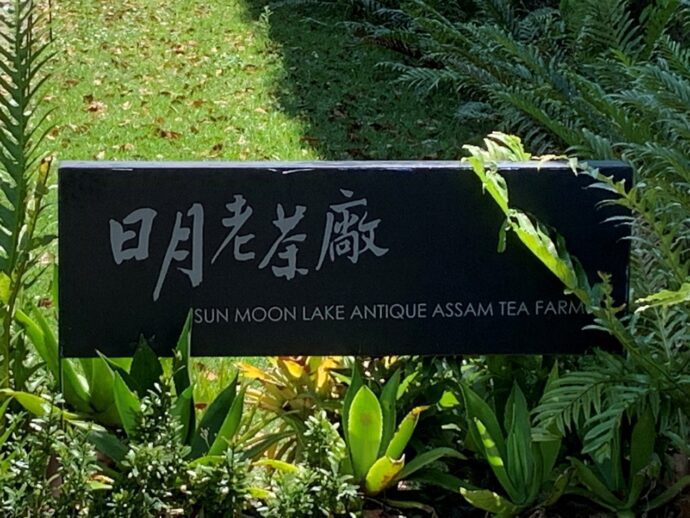 日月老茶廠
SUN MOON LAKE ANTIQUE ASSAM TEA FARM